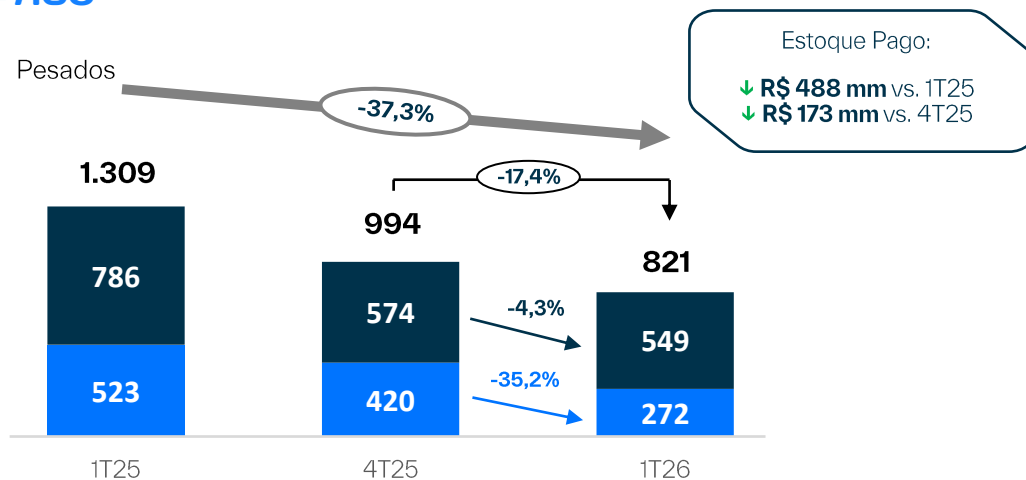 Estoque Pago:
↓ R$ 488 mm vs. 1T25
↓ R$ 173 mm vs. 4T25
Pesados
-37,3%
-17,4%
1.309
994
821
786
574
549
-4,3%
-35,2%
523
420
272
1T25
4T25
1T26